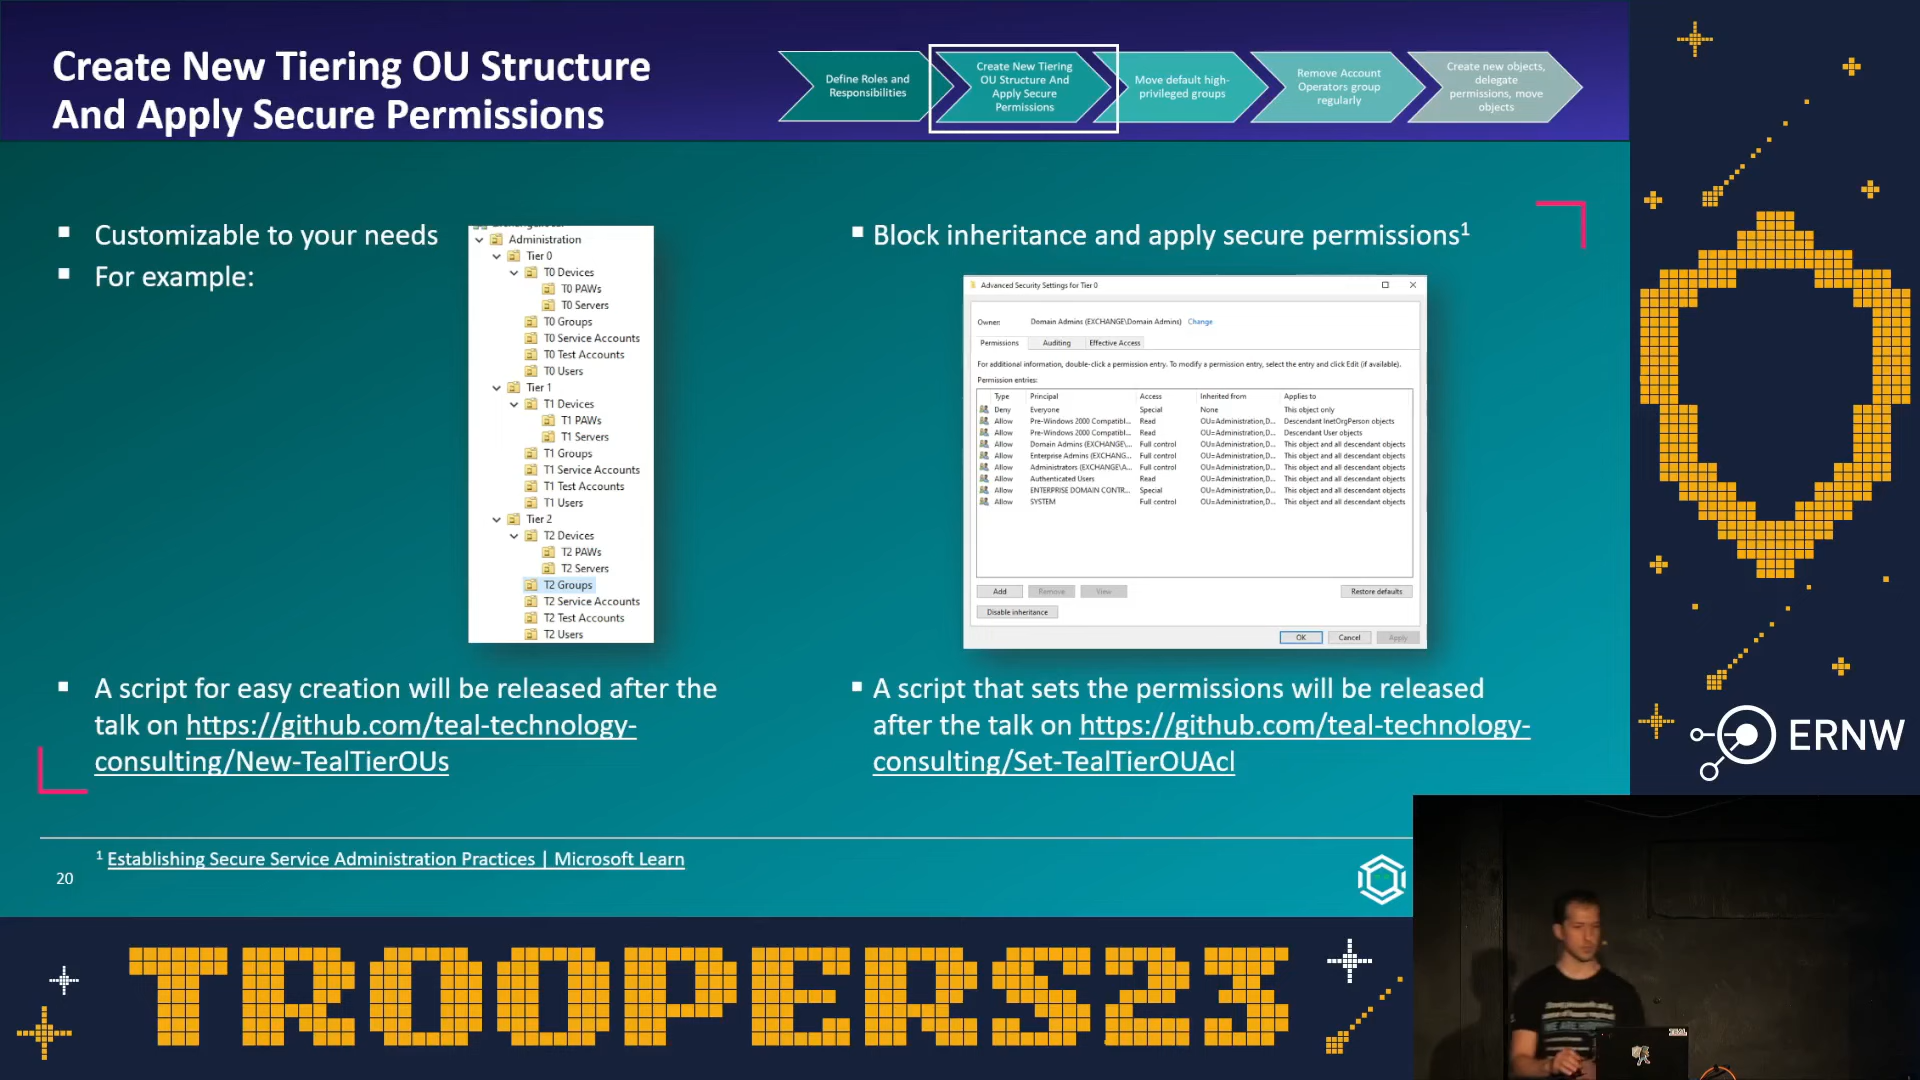 Create New Tiering OU Structure
And Apply Secure Permissions
Define Roles and
Responsibilities
Create New Tiering
OU Structure And
Apply Secure
Permissions
Move default high-
privileged groups
Remove Account
Operators group
regularly
Create new objects,
delegate
permissions, move
objects
▪ Customizable to your needs
▪ For example:
Administration
Tier 0
T0 Devices
T0 PAWs
T0 Servers
T0 Groups
T0 Service Accounts
T0 Test Accounts
T0 Users
Tier 1
T1 Devices
T1 PAWs
T1 Servers
T1 Groups
T1 Service Accounts
T1 Test Accounts
T1 Users
Tier 2
T2 Devices
T2 PAWs
T2 Servers
T2 Groups
T2 Service Accounts
T2 Test Accounts
T2 Users
▪ A script for easy creation will be released after the
talk on https://github.com/teal-technology-
consulting/New-TealTierOUs
▪ Block inheritance and apply secure permissions1
Advanced Security Settings for Tier 0
Owner: Domain Admins (EXCHANGE\Domain Admins) Change
Permissions Auditing Effective Access
For additional information, double-click a permission entry. To modify a permission entry, select the entry and click Edit (if available).
Permission entries:
Type Principal Access Inherited from Applies to
Deny Everyone Special None This object only
Allow Pre-Windows 2000 Compatibl... Read OU=Administration,D... Descendant InetOrgPerson objects
Allow Pre-Windows 2000 Compatibl... Read OU=Administration,D... Descendant User objects
Allow Domain Admins (EXCHANGE\... Full control OU=Administration,D... This object and all descendant objects
Allow Enterprise Admins (EXCHANG... Full control OU=Administration,D... This object and all descendant objects
Allow Administrators (EXCHANGE\A... Full control OU=Administration,D... This object and all descendant objects
Allow Authenticated Users Read OU=Administration,D... This object and all descendant objects
Allow ENTERPRISE DOMAIN CONTR... Special OU=Administration,D... This object and all descendant objects
Allow SYSTEM Full control OU=Administration,D... This object and all descendant objects
Add Remove View Restore defaults
Disable inheritance
OK Cancel Apply
▪ A script that sets the permissions will be released
after the talk on https://github.com/teal-technology-
consulting/Set-TealTierOUAcl
1 Establishing Secure Service Administration Practices | Microsoft Learn
20
ERNW
TROOPERS23
TEAL